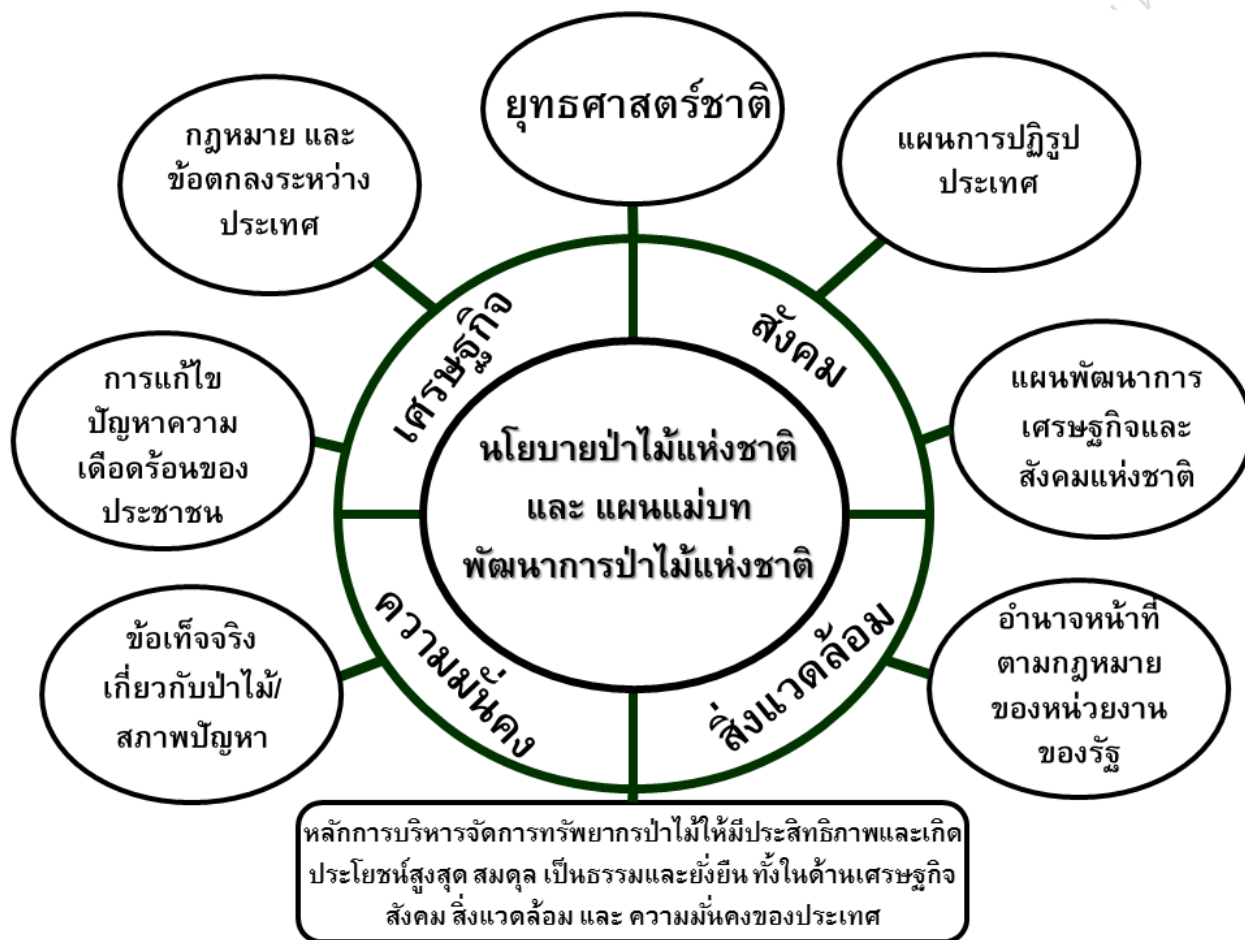 ยุทธศาสตร์ชาติ
กฎหมาย และ
ข้อตกลงระหว่าง
ประเทศ
แผนการปฏิรูป
ประเทศ
เศรษฐกิจ
สังคม
การแก้ไข
ปัญหาความ
เดือดร้อนของ
ประชาชน
แผนพัฒนาการ
เศรษฐกิจและ
สังคมแห่งชาติ
นโยบายป่าไม้แห่งชาติ
และ แผนแม่บท
พัฒนาการป่าไม้แห่งชาติ
ข้อเท็จจริง
เกี่ยวกับป่าไม้/
สภาพปัญหา
ความมั่นคง
สิ่งแวดล้อม
อำนาจหน้าที่
ตามกฎหมาย
ของหน่วยงาน
ของรัฐ
หลักการบริหารจัดการทรัพยากรป่าไม้ให้มีประสิทธิภาพและเกิด
ประโยชน์สูงสุด สมดุล เป็นธรรมและยั่งยืน ทั้งในด้านเศรษฐกิจ
สังคม สิ่งแวดล้อม และ ความมั่นคงของประเทศ